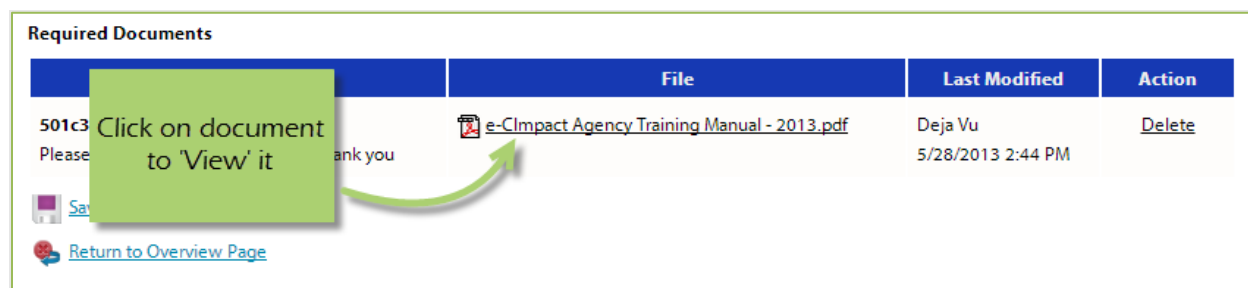 Required Documents
File Last Modified Action
501c3 e-CImpact Agency Training Manual - 2013.pdf Deja Vu Delete
Please ank you 5/28/2013 2:44 PM
Click on document
to 'View' it
Return to Overview Page